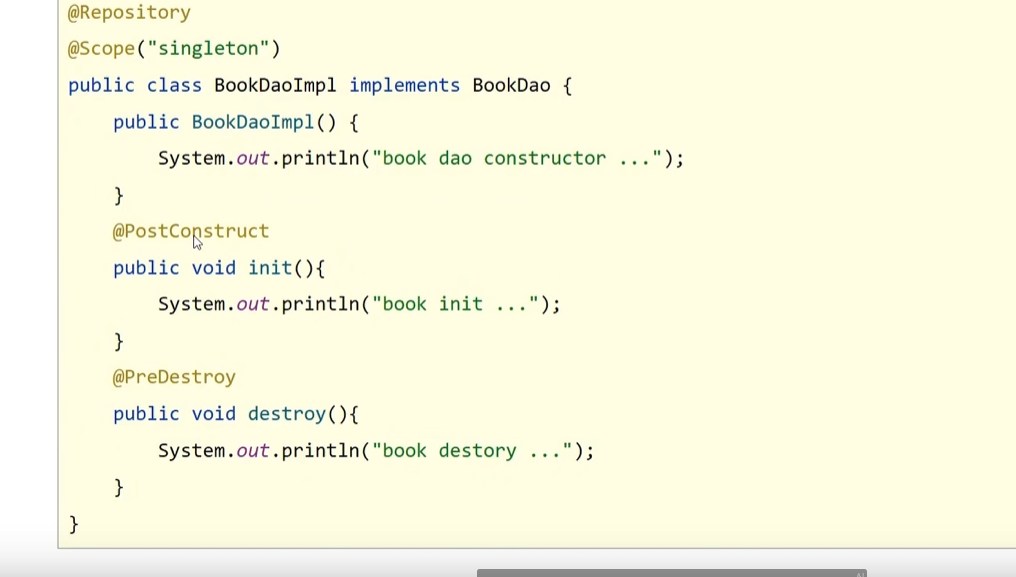 @Repository
@Scope("singleton")
public class BookDaoImpl implements BookDao {
    public BookDaoImpl() {
        System.out.println("book dao constructor ...");
    }
    @PostConstruct
    public void init(){
        System.out.println("book init ...");
    }
    @PreDestroy
    public void destroy(){
        System.out.println("book destory ...");
    }
}